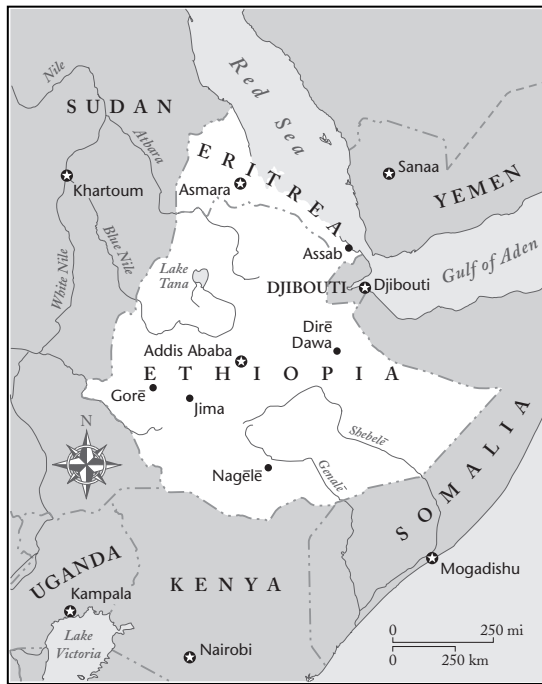 Nile
SUDAN
Red Sea
Atbara
ERITREA
Sanaa
Khartoum
Asmara
YEMEN
Assab
Gulf of Aden
White Nile
Blue Nile
Lake
Tana
DJIBOUTI
Djibouti
Dirē
Dawa
Addis Ababa
ETHIOPIA
Gorē
Jima
N
Shebelē
Nagēlē
Genalē
SOMALIA
UGANDA
KENYA
Mogadishu
Kampala
Lake
Victoria
Nairobi
0 250 mi
0 250 km